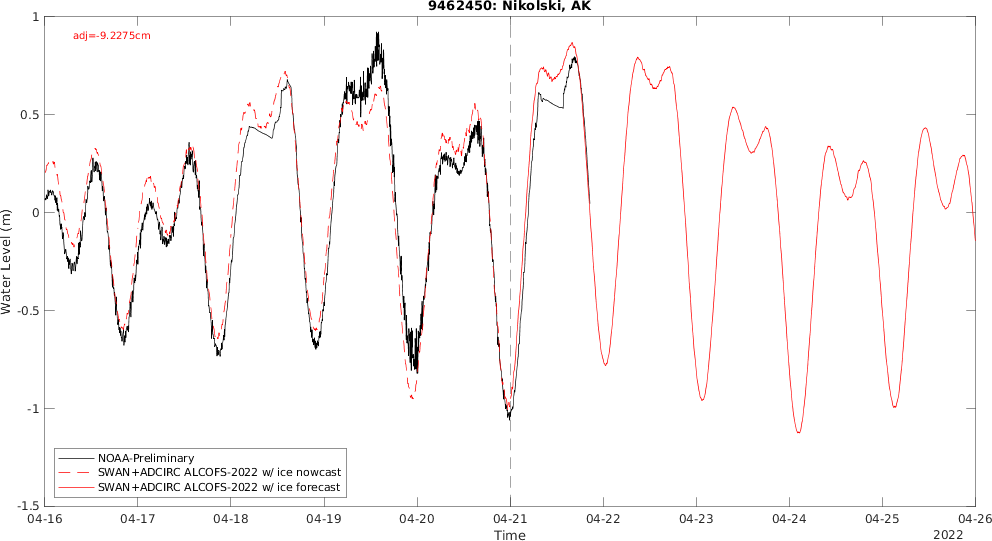 9462450: Nikolski, AK
adj=-9.2275cm
1
0.5
0
-0.5
-1
-1.5
Water Level (m)
NOAA-Preliminary
SWAN+ADCIRC ALCOFS-2022 w/ ice nowcast
SWAN+ADCIRC ALCOFS-2022 w/ ice forecast
04-16 04-17 04-18 04-19 04-20 04-21 04-22 04-23 04-24 04-25 04-26
Time
2022